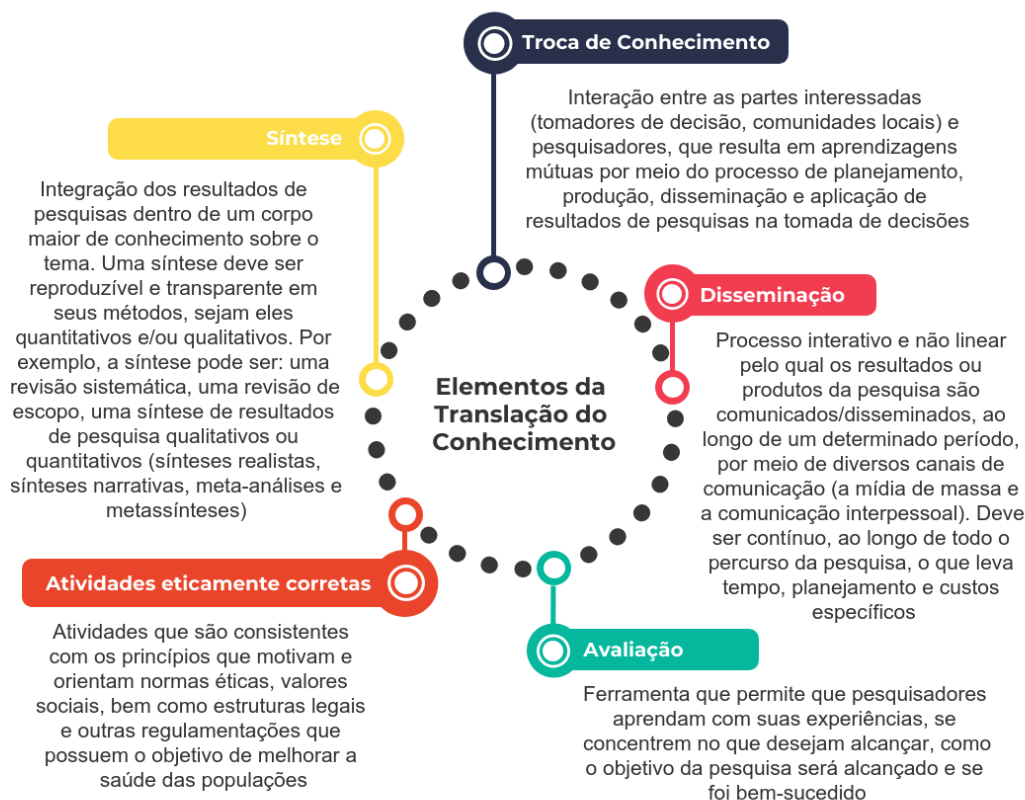 Troca de Conhecimento
Interação entre as partes interessadas
(tomadores de decisão, comunidades locais) e
pesquisadores, que resulta em aprendizagens
mútuas por meio do processo de planejamento,
produção, disseminação e aplicação de
resultados de pesquisas na tomada de decisões
Síntese
Integração dos resultados de
pesquisas dentro de um corpo
maior de conhecimento sobre o
tema. Uma síntese deve ser
reproduzível e transparente em
seus métodos, sejam eles
quantitativos e/ou qualitativos. Por
exemplo, a síntese pode ser: uma
revisão sistemática, uma revisão de
escopo, uma síntese de resultados
de pesquisa qualitativos ou
quantitativos (sínteses realistas,
sínteses narrativas, meta-análises e
metassínteses)
Elementos da
Translação do
Conhecimento
Disseminação
Processo interativo e não linear
pelo qual os resultados ou
produtos da pesquisa são
comunicados/disseminados, ao
longo de um determinado período,
por meio de diversos canais de
comunicação (a mídia de massa e
a comunicação interpessoal). Deve
ser contínuo, ao longo de todo o
percurso da pesquisa, o que leva
tempo, planejamento e custos
específicos
Atividades eticamente corretas
Atividades que são consistentes
com os princípios que motivam e
orientam normas éticas, valores
sociais, bem como estruturas legais
e outras regulamentações que
possuem o objetivo de melhorar a
saúde das populações
Avaliação
Ferramenta que permite que pesquisadores
aprendam com suas experiências, se
concentrem no que desejam alcançar, como
o objetivo da pesquisa será alcançado e se
foi bem-sucedido